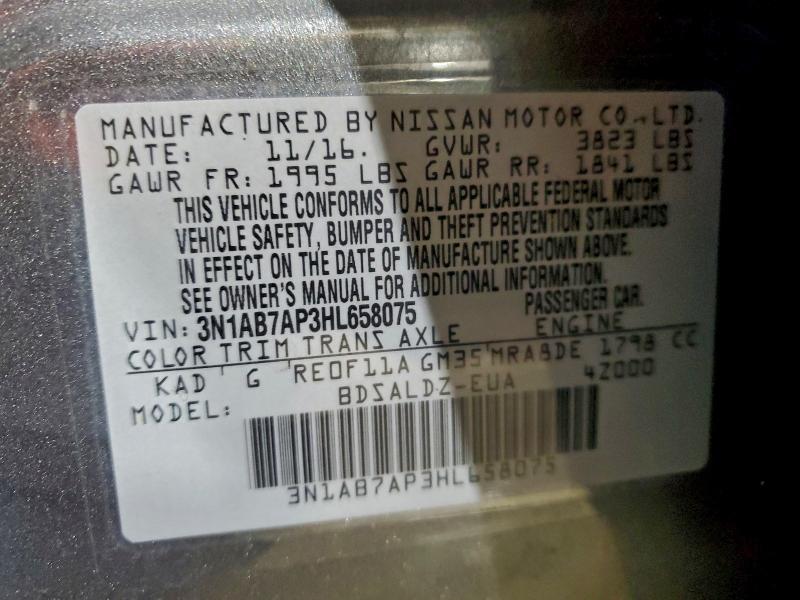 MANUFACTURED BY NISSAN MOTOR CO.,LTD.
DATE: 11/16. GVWR: 3823 LBS
GAWR FR: 1995 LBS GAWR RR: 1841 LBS
THIS VEHICLE CONFORMS TO ALL APPLICABLE FEDERAL MOTOR
VEHICLE SAFETY, BUMPER AND THEFT PREVENTION STANDARDS
IN EFFECT ON THE DATE OF MANUFACTURE SHOWN ABOVE.
SEE OWNER'S MANUAL FOR ADDITIONAL INFORMATION.
VIN: 3N1AB7AP3HL658075 PASSENGER CAR.
COLOR TRIM TRANS AXLE ENGINE
KAD G RE0F11A GM35 MRA8DE 1798 CC
MODEL: BDSALDZ-EUA 42000
3N1AB7AP3HL658075